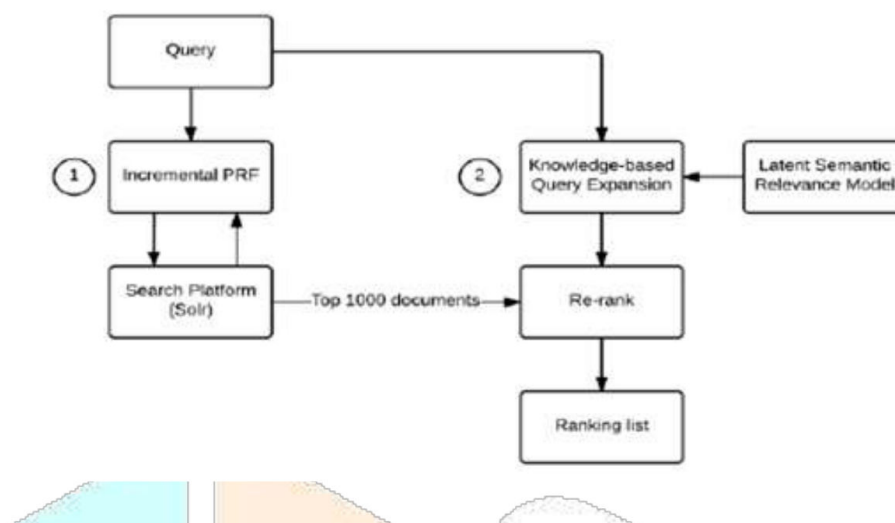 Query
1
Incremental PRF
2
Knowledge-based
Query Expansion
Latent Semantic
Relevance Model
Search Platform
(Solr)
Top 1000 documents
Re-rank
Ranking list